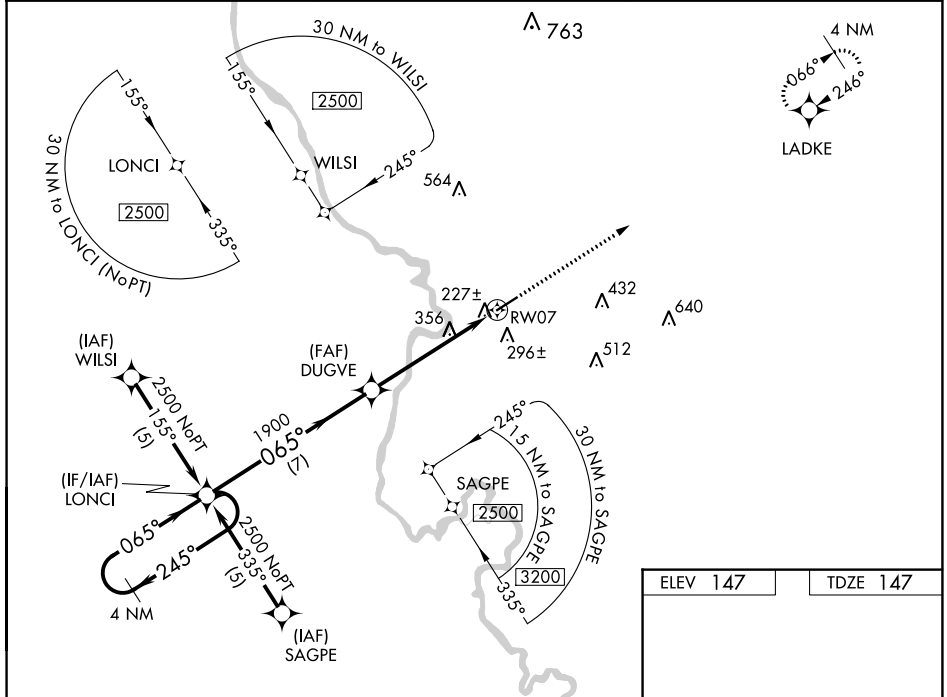 763
4 NM
066°
246°
LADKE
30 NM to WILSI
155°
2500
WILSI
245°
564
155°
LONCI
2500
335°
30 NM to LONCI (NoPT)
227±
RW07
356
296±
432
640
512
(IAF)
WILSI
2500 NoPT
155°
(5)
(FAF)
DUGVE
1900
065°
(7)
(IF/IAF)
LONCI
065°
245°
4 NM
2500 NoPT
335°
(5)
(IAF)
SAGPE
245°
15 NM to SAGPE
30 NM to SAGPE
SAGPE
2500
3200
335°
ELEV 147
TDZE 147